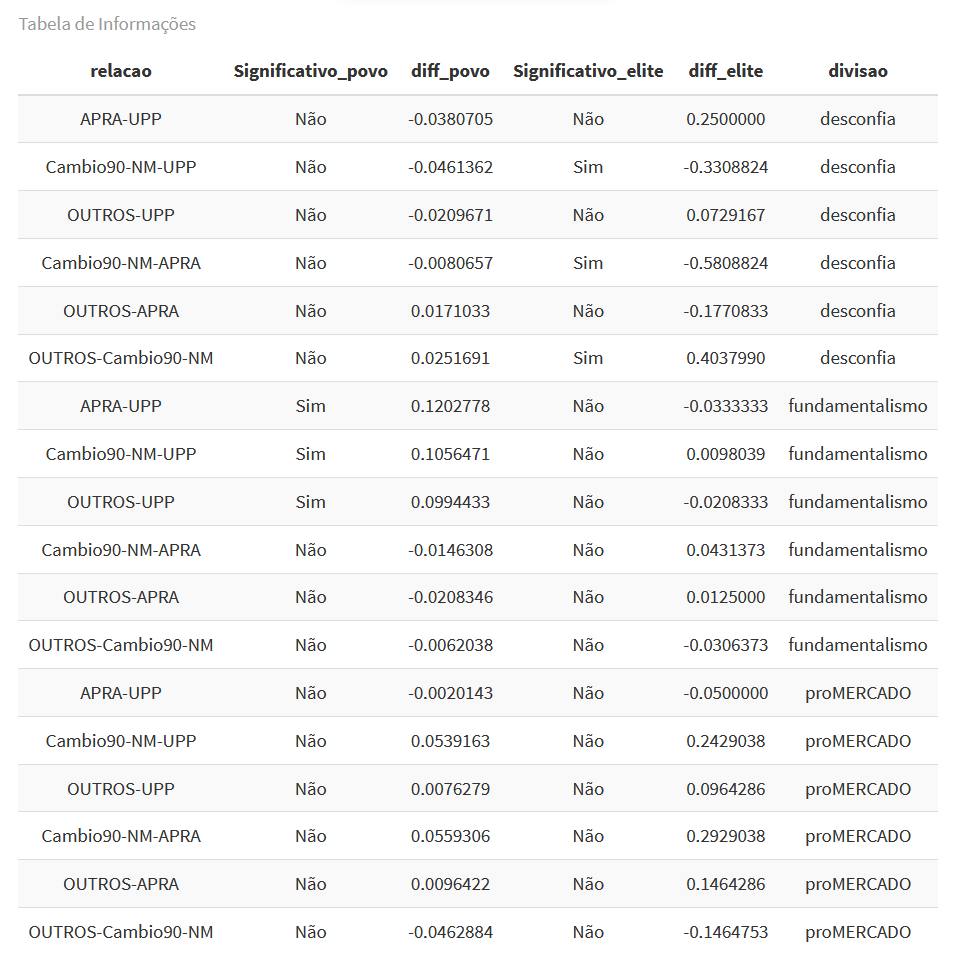 Tabela de Informações
relacao Significativo_povo diff_povo Significativo_elite diff_elite divisao
APRA-UPP Não -0.0380705 Não 0.2500000 desconfia
Cambio90-NM-UPP Não -0.0461362 Sim -0.3308824 desconfia
OUTROS-UPP Não -0.0209671 Não 0.0729167 desconfia
Cambio90-NM-APRA Não -0.0080657 Sim -0.5808824 desconfia
OUTROS-APRA Não 0.0171033 Não -0.1770833 desconfia
OUTROS-Cambio90-NM Não 0.0251691 Sim 0.4037990 desconfia
APRA-UPP Sim 0.1202778 Não -0.0333333 fundamentalismo
Cambio90-NM-UPP Sim 0.1056471 Não 0.0098039 fundamentalismo
OUTROS-UPP Sim 0.0994433 Não -0.0208333 fundamentalismo
Cambio90-NM-APRA Não -0.0146308 Não 0.0431373 fundamentalismo
OUTROS-APRA Não -0.0208346 Não 0.0125000 fundamentalismo
OUTROS-Cambio90-NM Não -0.0062038 Não -0.0306373 fundamentalismo
APRA-UPP Não -0.0020143 Não -0.0500000 proMERCADO
Cambio90-NM-UPP Não 0.0539163 Não 0.2429038 proMERCADO
OUTROS-UPP Não 0.0076279 Não 0.0964286 proMERCADO
Cambio90-NM-APRA Não 0.0559306 Não 0.2929038 proMERCADO
OUTROS-APRA Não 0.0096422 Não 0.1464286 proMERCADO
OUTROS-Cambio90-NM Não -0.0462884 Não -0.1464753 proMERCADO